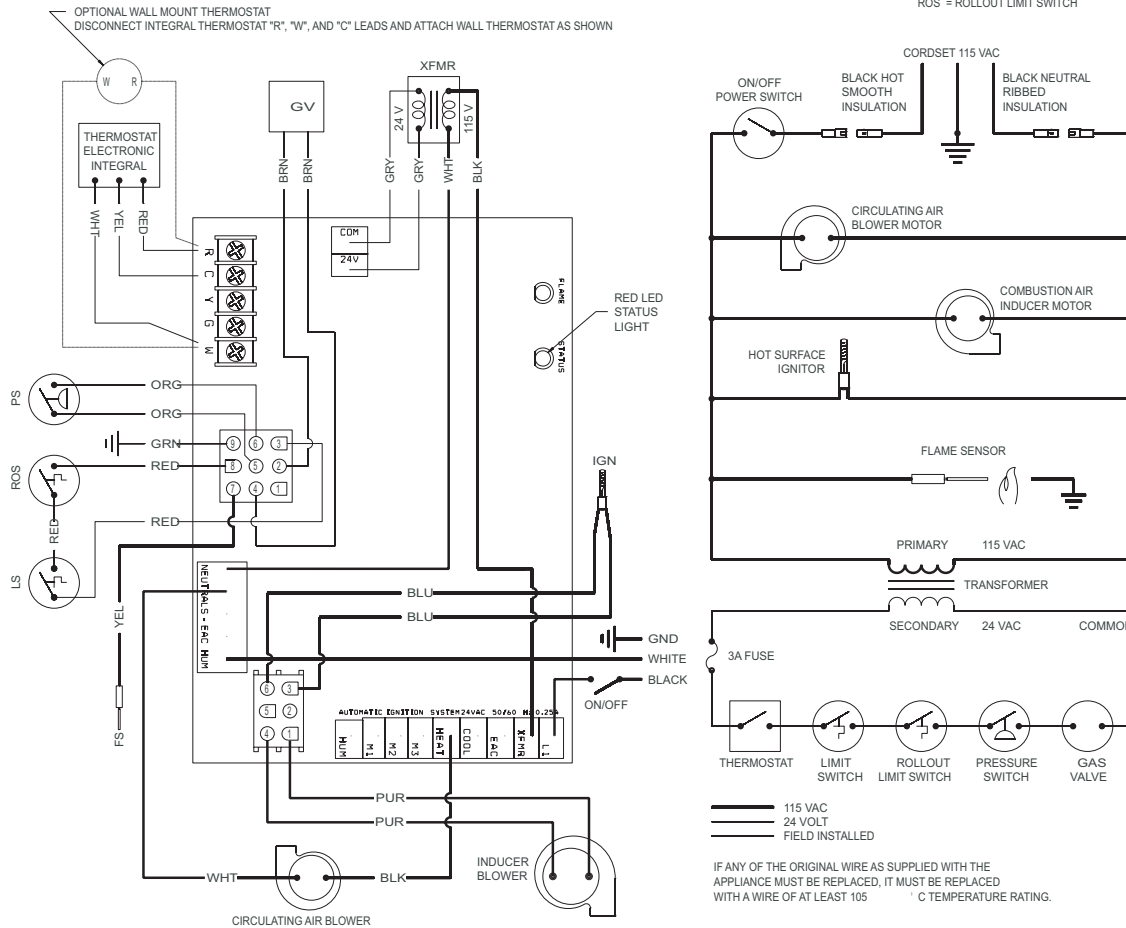 ROS = ROLLOUT LIMIT SWITCH
OPTIONAL WALL MOUNT THERMOSTAT
DISCONNECT INTEGRAL THERMOSTAT "R", "W", AND "C" LEADS AND ATTACH WALL THERMOSTAT AS SHOWN
W R
THERMOSTAT
ELECTRONIC
INTEGRAL
WHT
YEL
RED
GV
BRN
BRN
XFMR
24 V
115 V
GRY
GRY
WHT
BLK
COM
24V
R
C
Y
G
W
FLAME
STATUS
RED LED
STATUS
LIGHT
PS
ORG
ORG
GRN
ROS
RED
RED
RED
LS
9 6 3
8 5 2
7 4 1
YEL
FS
IGN
NEUTRALS - EAC HUM
BLU
BLU
GND
WHITE
BLACK
ON/OFF
6 3
5 2
4 1
AUTOMATIC IGNITION SYSTEM 24VAC 50/60 Hz 0.25A
HUM
M1
M2
M3
HEAT
COOL
EAC
XFMR
L1
PUR
PUR
WHT
BLK
CIRCULATING AIR BLOWER
INDUCER
BLOWER
CORDSET 115 VAC
ON/OFF
POWER SWITCH
BLACK HOT
SMOOTH
INSULATION
BLACK NEUTRAL
RIBBED
INSULATION
CIRCULATING AIR
BLOWER MOTOR
COMBUSTION AIR
INDUCER MOTOR
HOT SURFACE
IGNITOR
FLAME SENSOR
PRIMARY 115 VAC
TRANSFORMER
SECONDARY 24 VAC COMMO
3A FUSE
THERMOSTAT
LIMIT
SWITCH
ROLLOUT
LIMIT SWITCH
PRESSURE
SWITCH
GAS
VALVE
115 VAC
24 VOLT
FIELD INSTALLED
IF ANY OF THE ORIGINAL WIRE AS SUPPLIED WITH THE
APPLIANCE MUST BE REPLACED, IT MUST BE REPLACED
WITH A WIRE OF AT LEAST 105 ' C TEMPERATURE RATING.